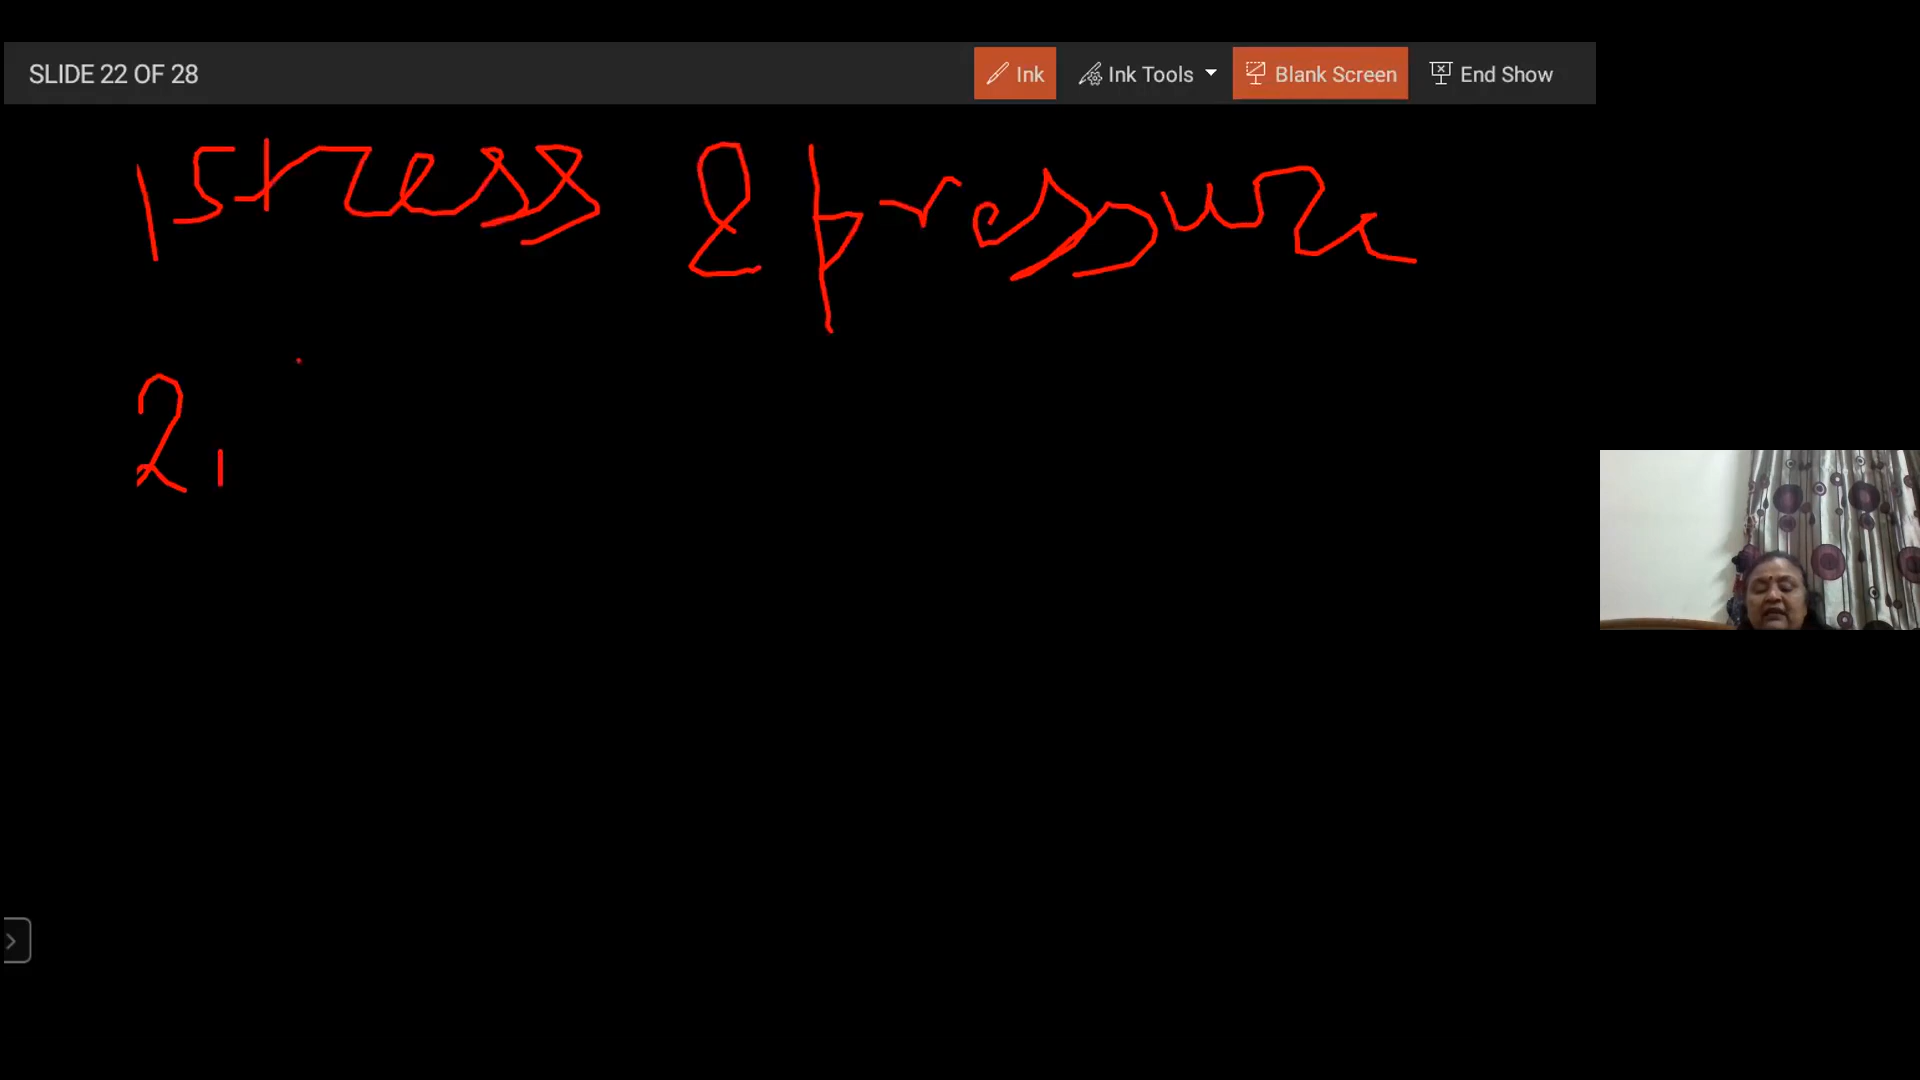 SLIDE 22 OF 28
Ink
Ink Tools
Blank Screen
End Show
1 stress & pressure
2.